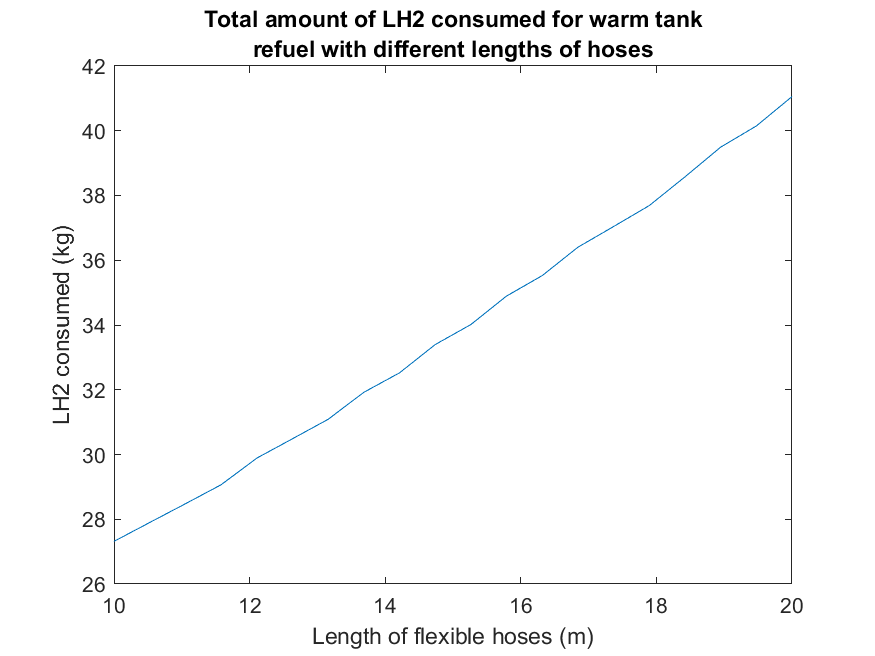 Total amount of LH2 consumed for warm tank
refuel with different lengths of hoses
42
40
38
36
34
32
30
28
26
LH2 consumed (kg)
10 12 14 16 18 20
Length of flexible hoses (m)